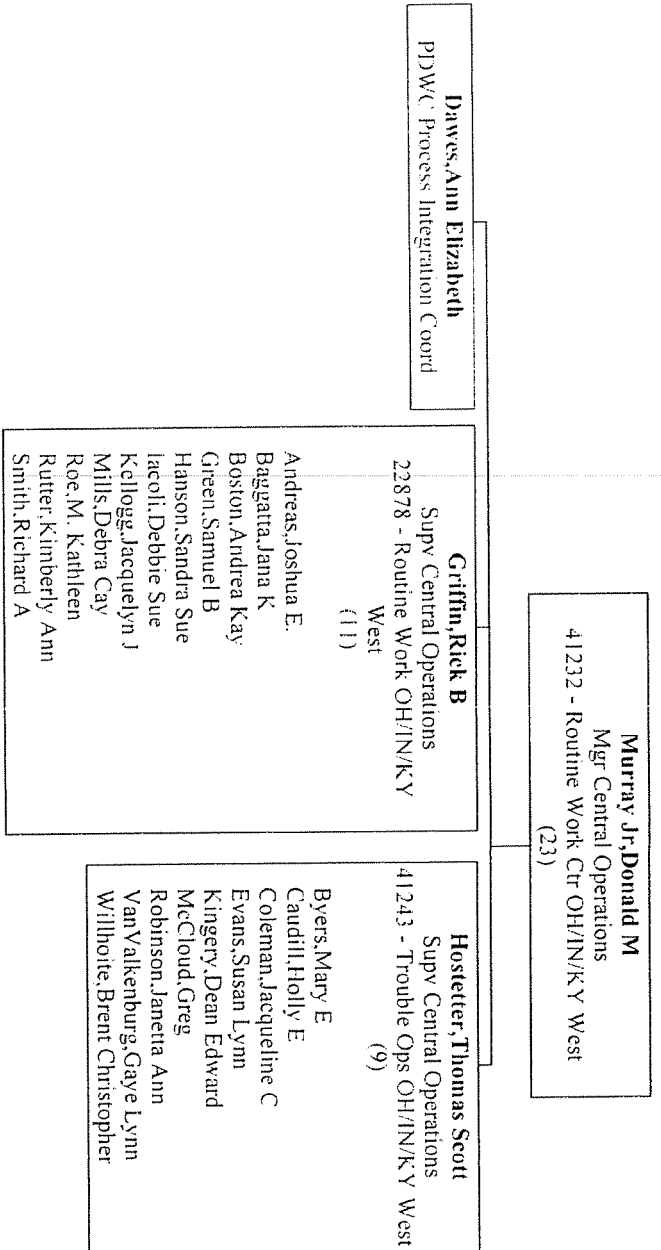 Murray Jr,Donald M
Mgr Central Operations
41232 - Routine Work Ctr OH/IN/KY West
(23)
Dawes,Ann Elizabeth
PDWC Process Integration Coord
Griffin,Rick B
Supv Central Operations
22878 - Routine Work OH/IN/KY
West
(11)
Andreas,Joshua E.
Baggatta,Jana K
Boston,Andrea Kay
Green,Samuel B
Hanson,Sandra Sue
Iacoli,Debbie Sue
Kellogg,Jacquelyn J
Mills,Debra Cay
Roe,M. Kathleen
Rutter,Kimberly Ann
Smith,Richard A
Hostetter,Thomas Scott
Supv Central Operations
41243 - Trouble Ops OH/IN/KY West
(9)
Byers,Mary E
Caudill,Holly E
Coleman,Jacqueline C
Evans,Susan Lynn
Kingery,Dean Edward
McCloud,Greg
Robinson,Janetta Ann
VanValkenburg,Gaye Lynn
Willhoite,Brent Christopher